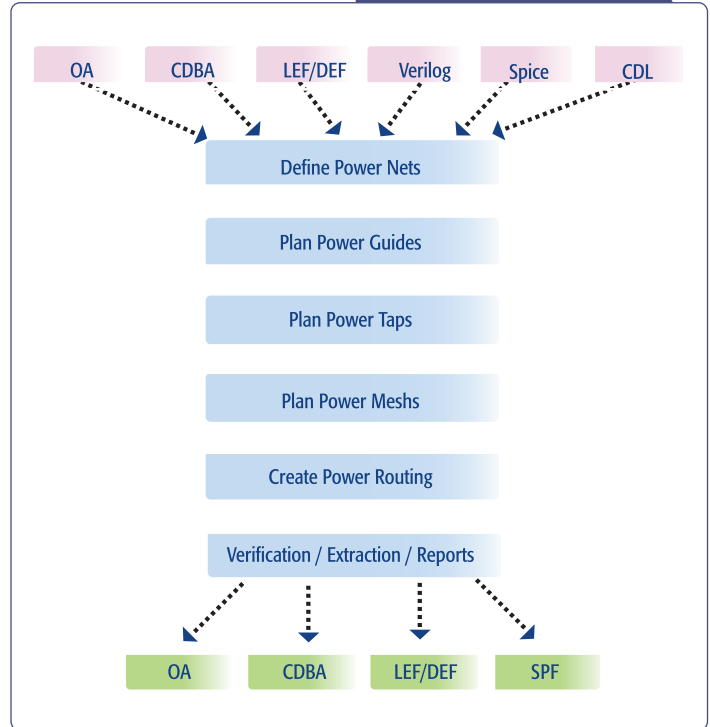 OA CDBA LEF/DEF Verilog Spice CDL
Define Power Nets
Plan Power Guides
Plan Power Taps
Plan Power Meshs
Create Power Routing
Verification / Extraction / Reports
OA CDBA LEF/DEF SPF